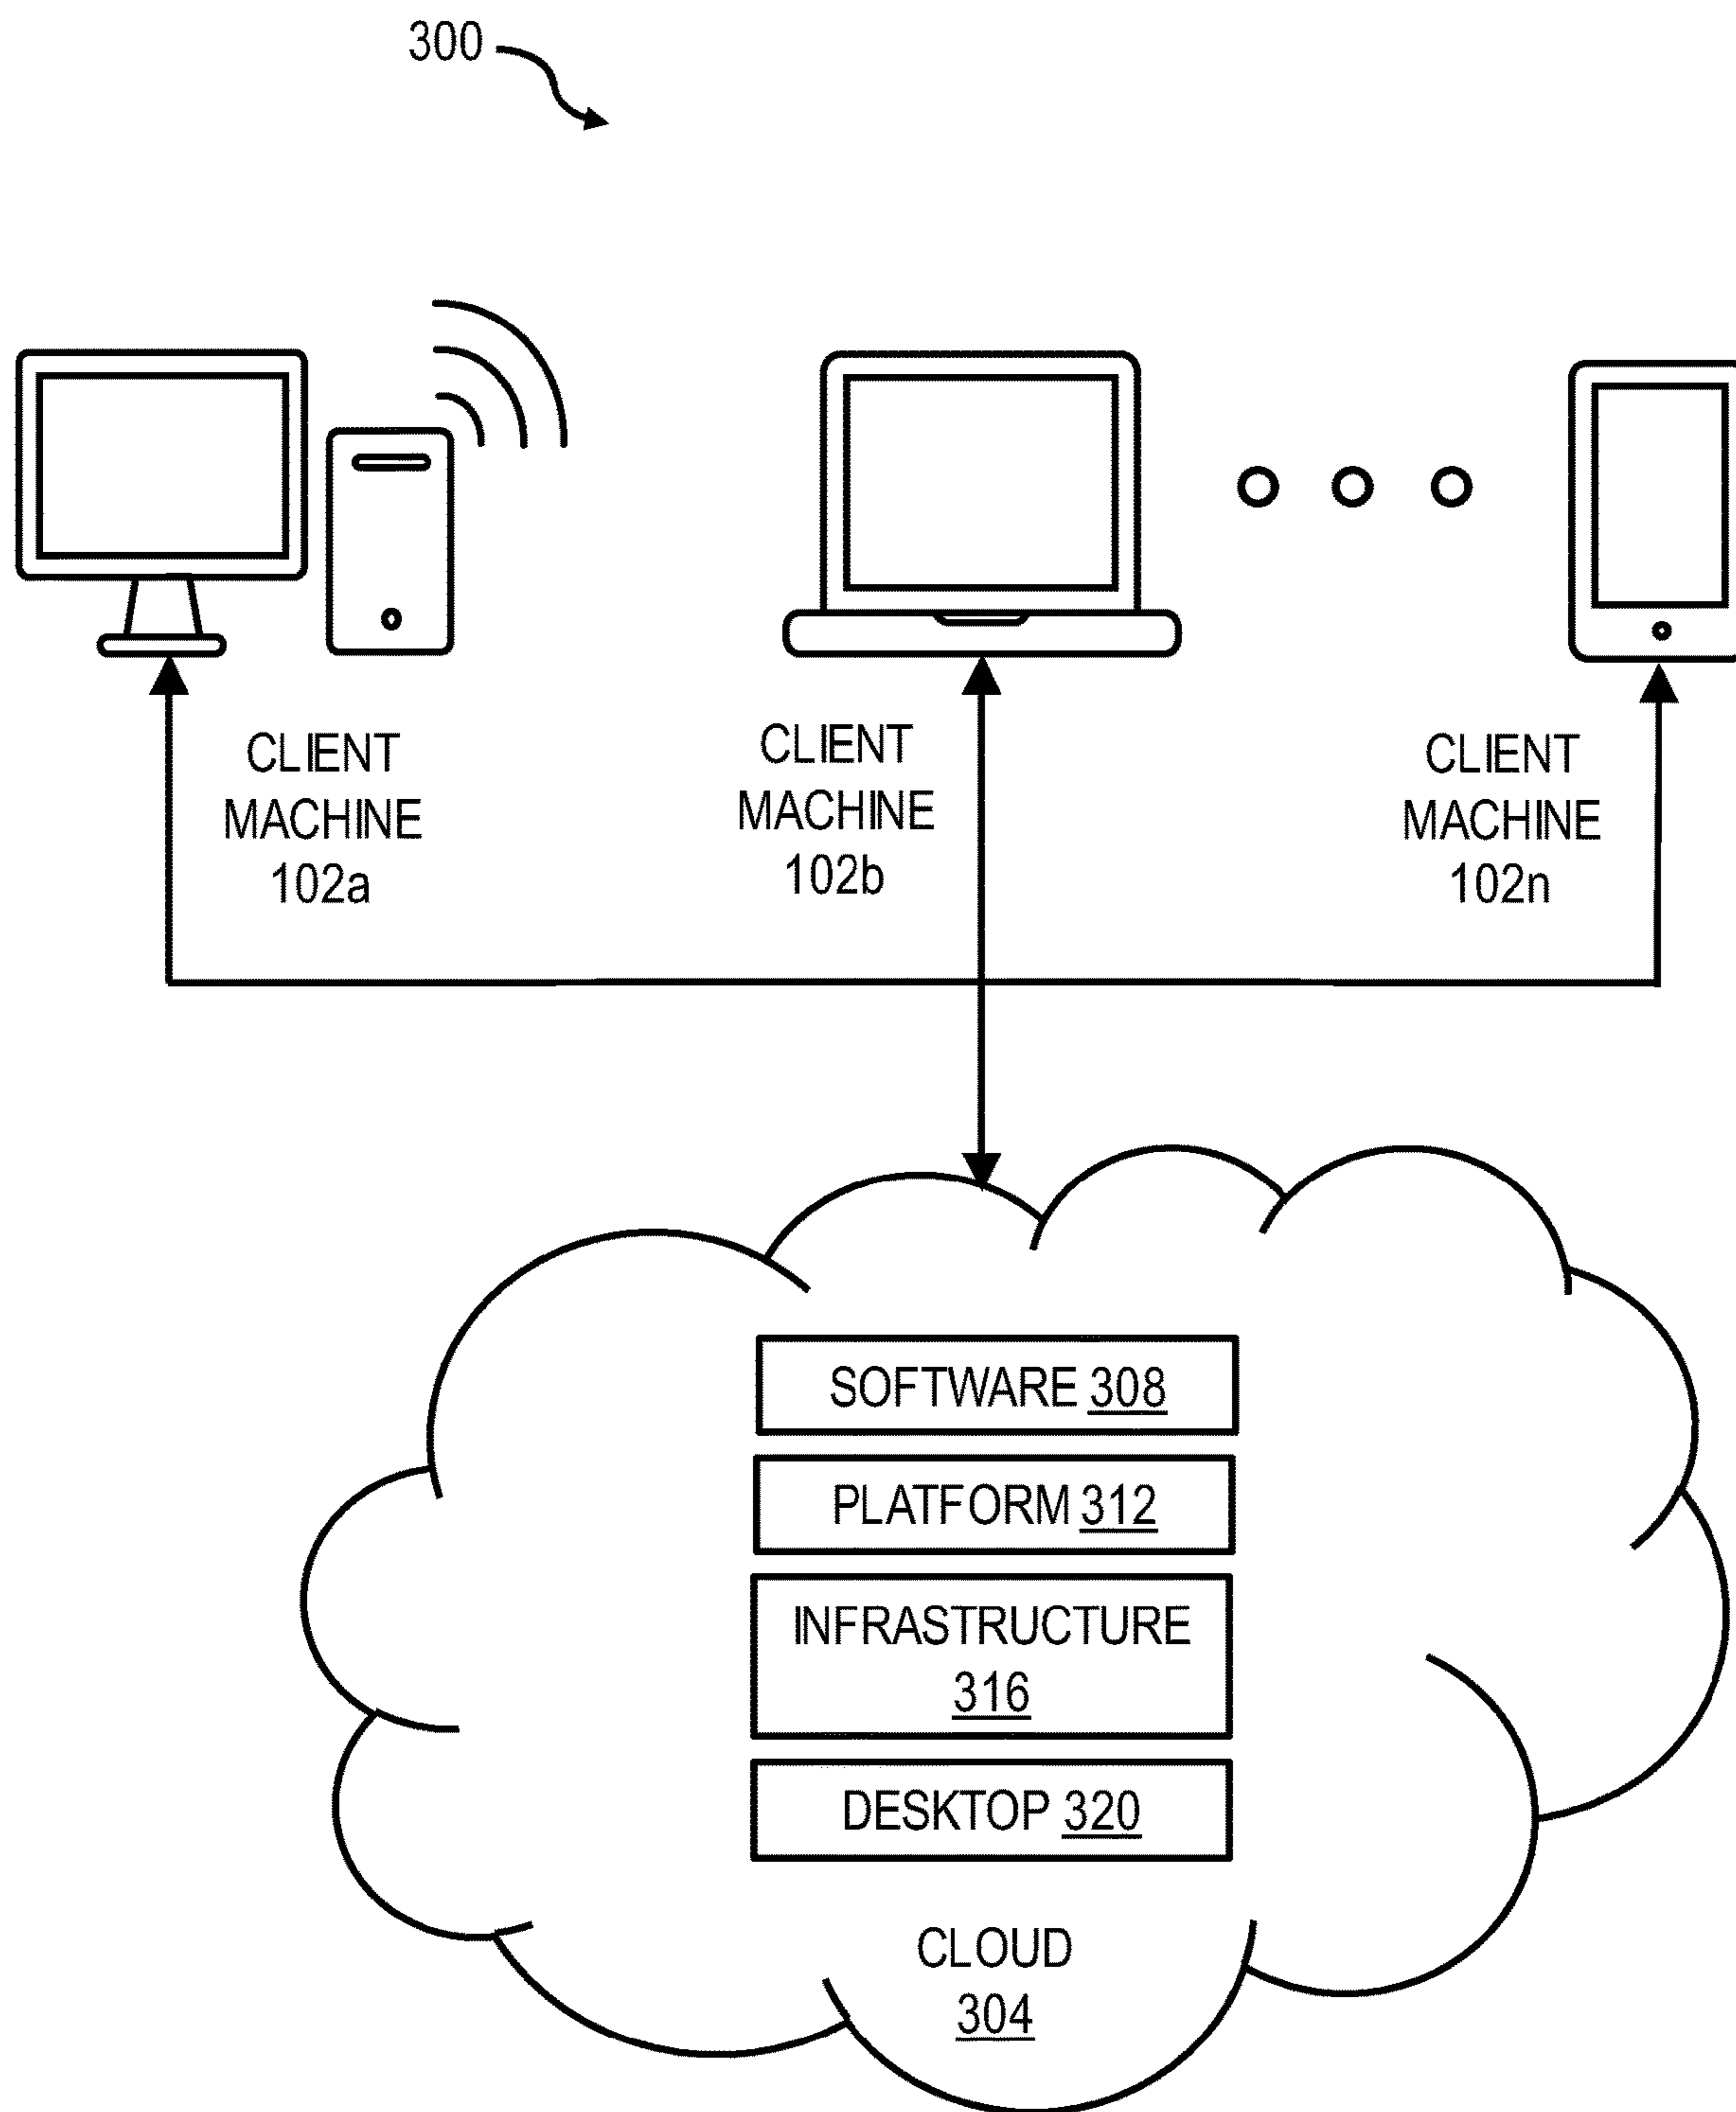 300
CLIENT
MACHINE
102a
CLIENT
MACHINE
102b
CLIENT
MACHINE
102n
SOFTWARE 308
PLATFORM 312
INFRASTRUCTURE
316
DESKTOP 320
CLOUD
304